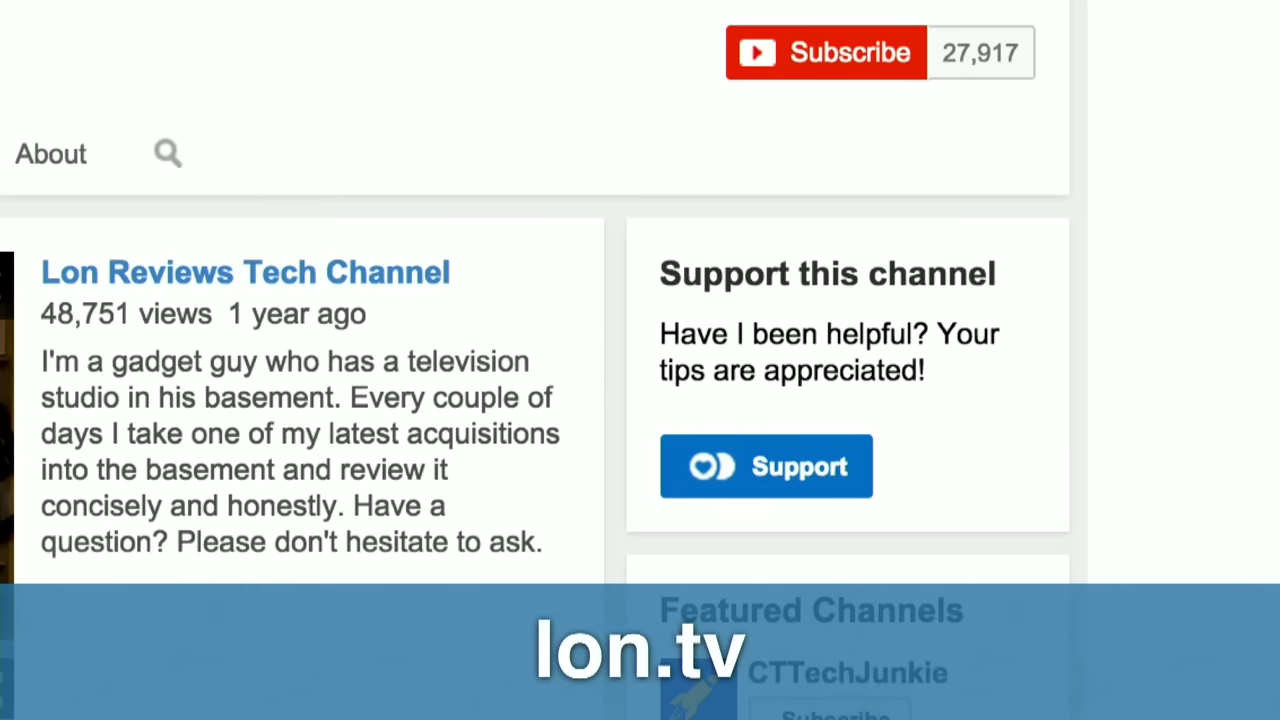 Subscribe 27,917
About
Lon Reviews Tech Channel
48,751 views 1 year ago
I'm a gadget guy who has a television
studio in his basement. Every couple of
days I take one of my latest acquisitions
into the basement and review it
concisely and honestly. Have a
question? Please don't hesitate to ask.
Support this channel
Have I been helpful? Your
tips are appreciated!
Support
Featured Channels
CTTechJunkie
Subscribe
lon.tv